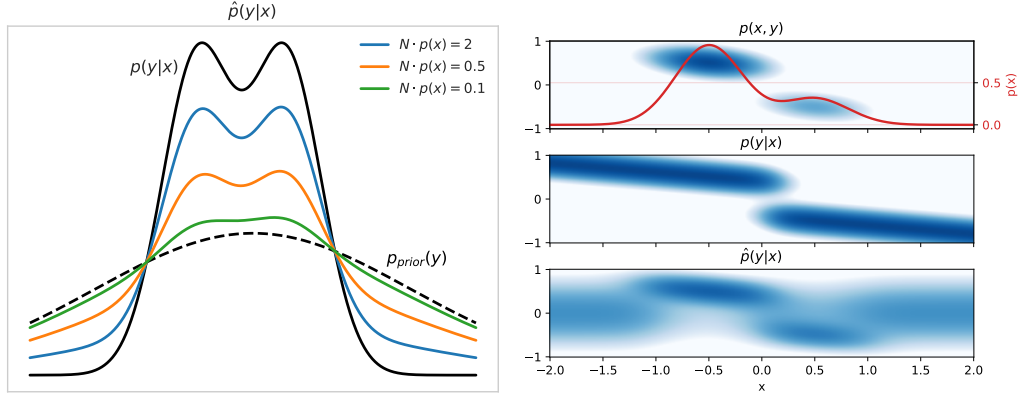 p̂(y|x)
p(y|x)
N · p(x) = 2
N · p(x) = 0.5
N · p(x) = 0.1
p_prior(y)
p(x, y)
1
0
−1
0.5
0.0
p(x)
p(y|x)
1
0
−1
p̂(y|x)
1
0
−1
−2.0 −1.5 −1.0 −0.5 0.0 0.5 1.0 1.5 2.0
x